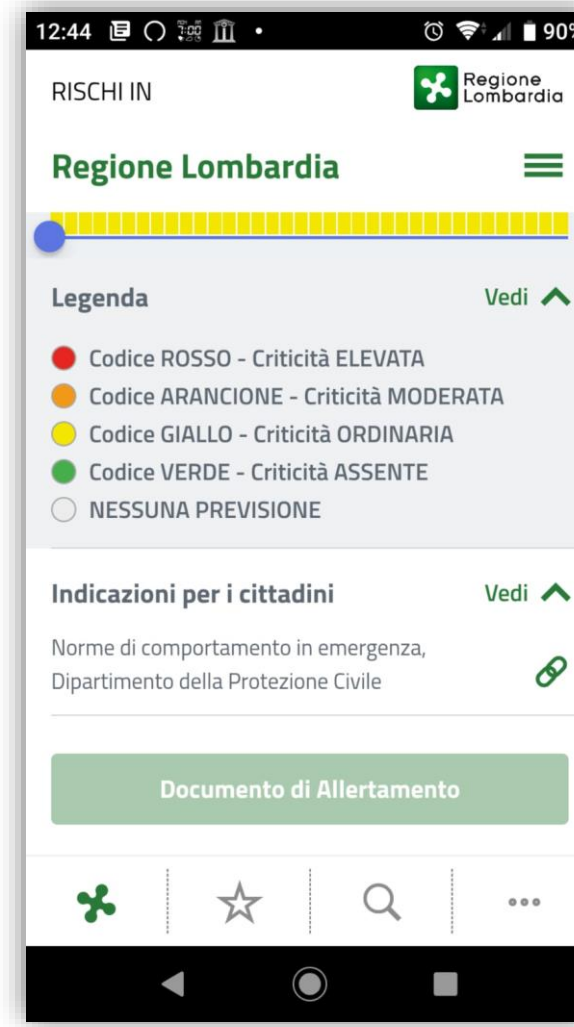 12:44
90%
RISCHI IN
Regione
Lombardia
Regione Lombardia
Legenda
Vedi
Codice ROSSO - Criticità ELEVATA
Codice ARANCIONE - Criticità MODERATA
Codice GIALLO - Criticità ORDINARIA
Codice VERDE - Criticità ASSENTE
NESSUNA PREVISIONE
Indicazioni per i cittadini
Vedi
Norme di comportamento in emergenza,
Dipartimento della Protezione Civile
Documento di Allertamento